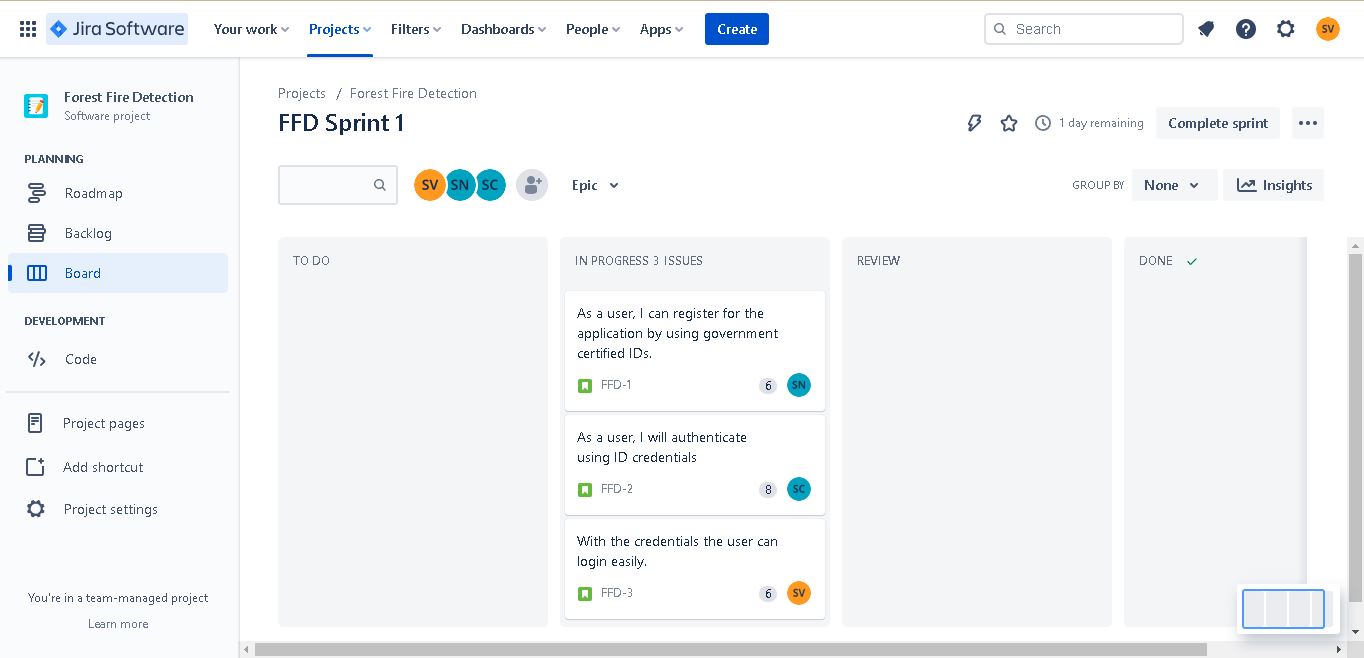 Jira Software
Your work
Projects
Filters
Dashboards
People
Apps
Create
Search
SV
Forest Fire Detection
Software project
PLANNING
Roadmap
Backlog
Board
DEVELOPMENT
Code
Project pages
Add shortcut
Project settings
You're in a team-managed project
Learn more
Projects / Forest Fire Detection
FFD Sprint 1
1 day remaining
Complete sprint
SV SN SC
Epic
GROUP BY
None
Insights
TO DO
IN PROGRESS 3 ISSUES
As a user, I can register for the
application by using government
certified IDs.
FFD-1 6 SN
As a user, I will authenticate
using ID credentials
FFD-2 8 SC
With the credentials the user can
login easily.
FFD-3 6 SV
REVIEW
DONE